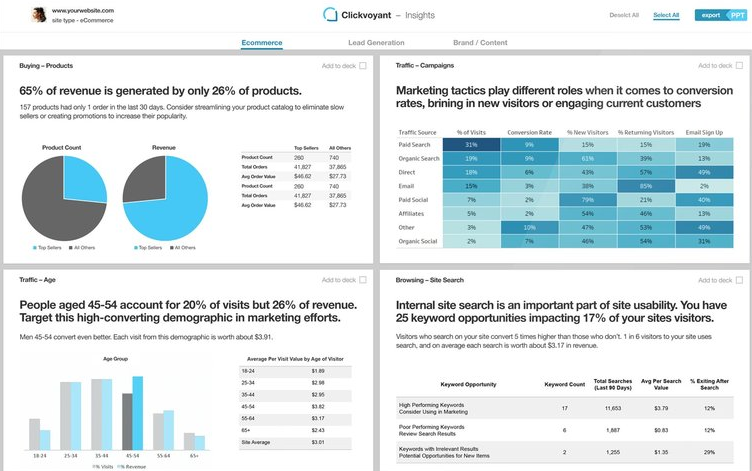 www.yourwebsite.com
site type - eCommerce
Clickvoyant – Insights
Deselect All
Select All
export PPT
Ecommerce
Lead Generation
Brand / Content
Buying – Products
Add to deck
65% of revenue is generated by only 26% of products.
157 products had only 1 order in the last 30 days. Consider streamlining your product catalog to eliminate slow
sellers or creating promotions to increase their popularity.
Product Count
Revenue
Top Sellers All Others
Top Sellers All Others
Top Sellers All Others
Product Count 260 740
Total Orders 41,827 37,865
Avg Order Value $46.62 $27.73
Product Count 260 740
Total Orders 41,827 37,865
Avg Order Value $46.62 $27.73
Traffic – Campaigns
Add to deck
Marketing tactics play different roles when it comes to conversion
rates, brining in new visitors or engaging current customers
Traffic Source % of Visits Conversion Rate % New Visitors % Returning Visitors Email Sign Up
Paid Search 31% 9% 15% 15% 19%
Organic Search 19% 9% 61% 39% 13%
Direct 18% 6% 43% 57% 49%
Email 15% 3% 38% 85% 2%
Paid Social 7% 2% 79% 21% 40%
Affiliates 5% 2% 54% 46% 13%
Other 3% 10% 47% 53% 49%
Organic Social 2% 7% 46% 54% 31%
Traffic – Age
Add to deck
People aged 45-54 account for 20% of visits but 26% of revenue.
Target this high-converting demographic in marketing efforts.
Men 45-54 convert even better. Each visit from this demographic is worth about $3.91.
Age Group
18-24 25-34 35-44 45-54 55-64 65+
% Visits % Revenue
Average Per Visit Value by Age of Visitor
18-24 $1.89
25-34 $2.98
35-44 $2.95
45-54 $3.82
55-64 $3.17
65+ $2.43
Site Average $3.01
Browsing – Site Search
Add to deck
Internal site search is an important part of site usability. You have
25 keyword opportunities impacting 17% of your sites visitors.
Visitors who search on your site convert 5 times higher than those who don't. 1 in 6 visitors to your site uses
search, and on average each search is worth about $3.17 in revenue.
Keyword Opportunity Keyword Count Total Searches (Last 90 Days) Avg Per Search Value % Exiting After Search
High Performing Keywords
Consider Using in Marketing 17 11,653 $3.79 12%
Poor Performing Keywords
Review Search Results 6 1,887 $0.83 12%
Keywords with Irrelevant Results
Potential Opportunities for New Items 2 1,255 $1.35 29%